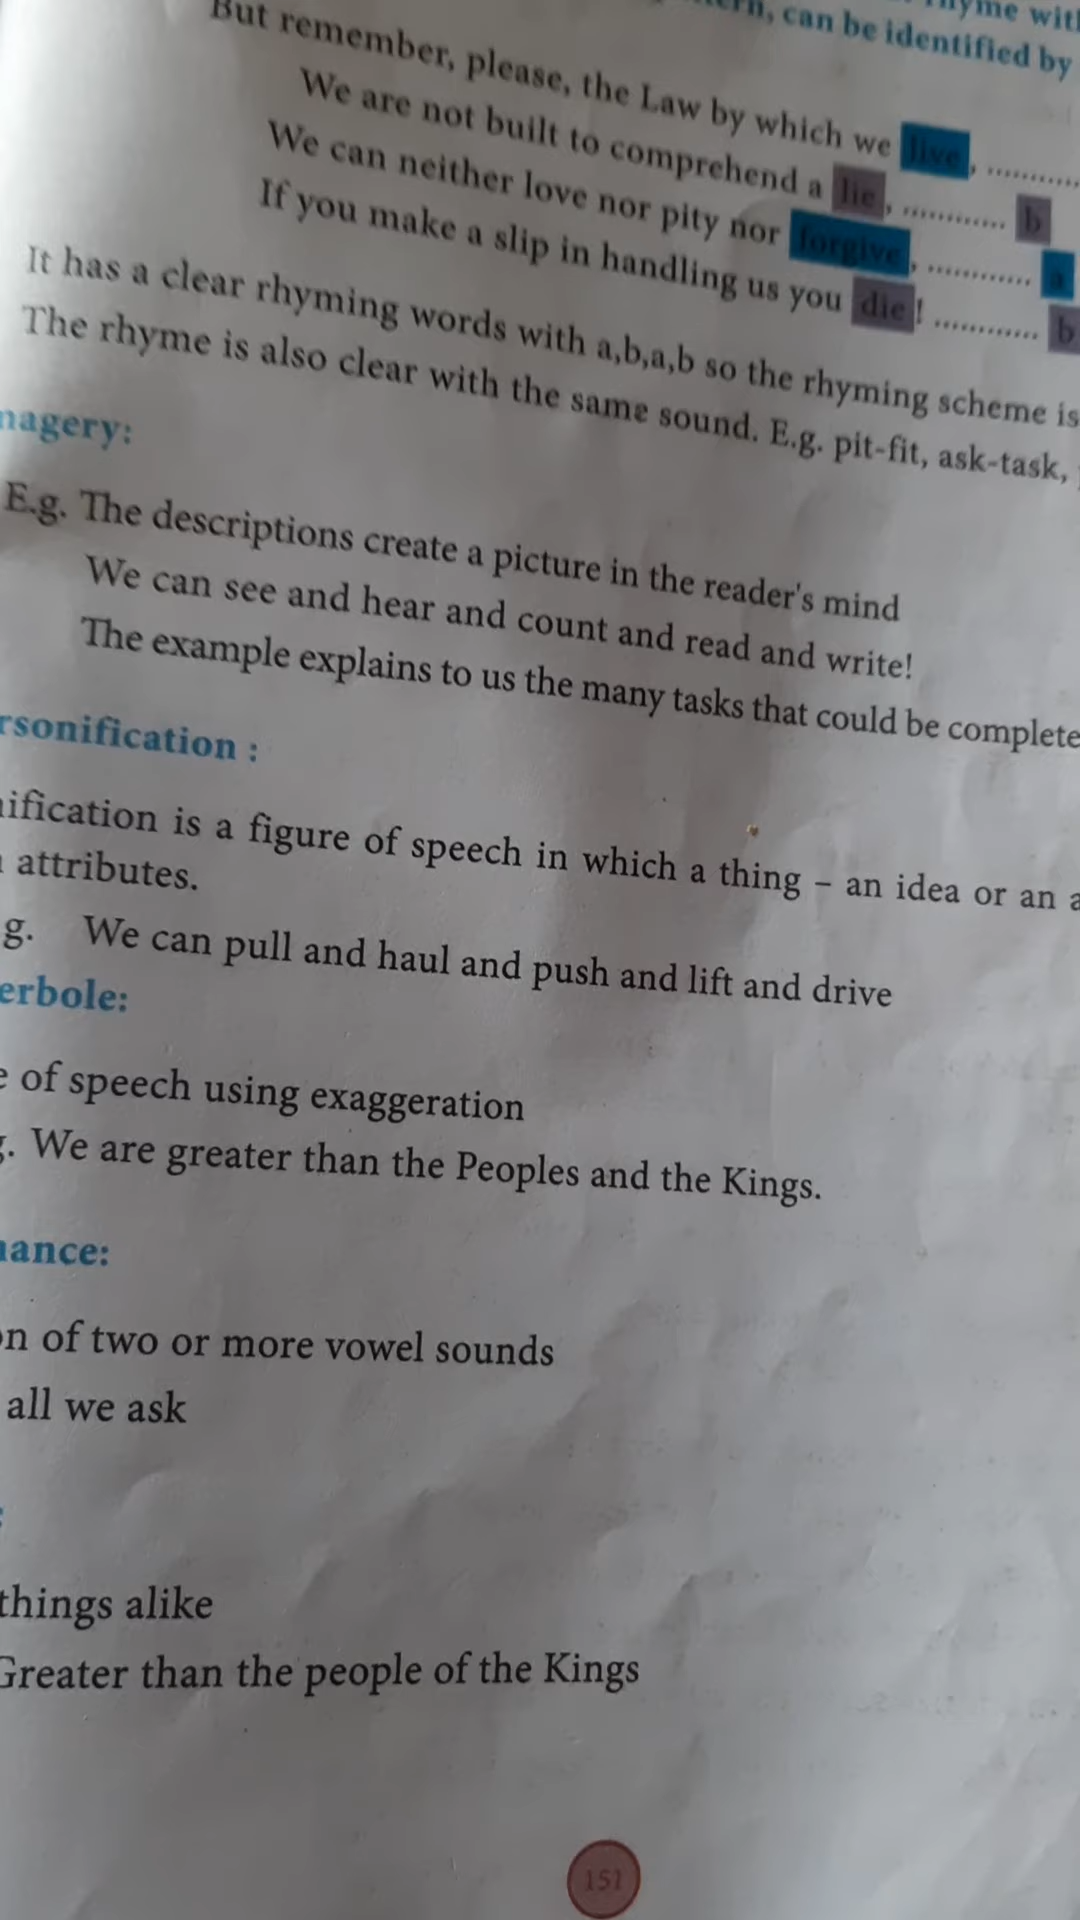 rhyme with
can be identified by
But remember, please, the Law by which we live, ............
We are not built to comprehend a lie, ............ b
We can neither love nor pity nor forgive, ............ a
If you make a slip in handling us you die! ............ b
It has a clear rhyming words with a,b,a,b so the rhyming scheme is
The rhyme is also clear with the same sound. E.g. pit-fit, ask-task,
magery:
E.g. The descriptions create a picture in the reader's mind
We can see and hear and count and read and write!
The example explains to us the many tasks that could be complete
rsonification :
ification is a figure of speech in which a thing – an idea or an a
attributes.
g. We can pull and haul and push and lift and drive
erbole:
e of speech using exaggeration
g. We are greater than the Peoples and the Kings.
nance:
on of two or more vowel sounds
all we ask
:
things alike
Greater than the people of the Kings
151